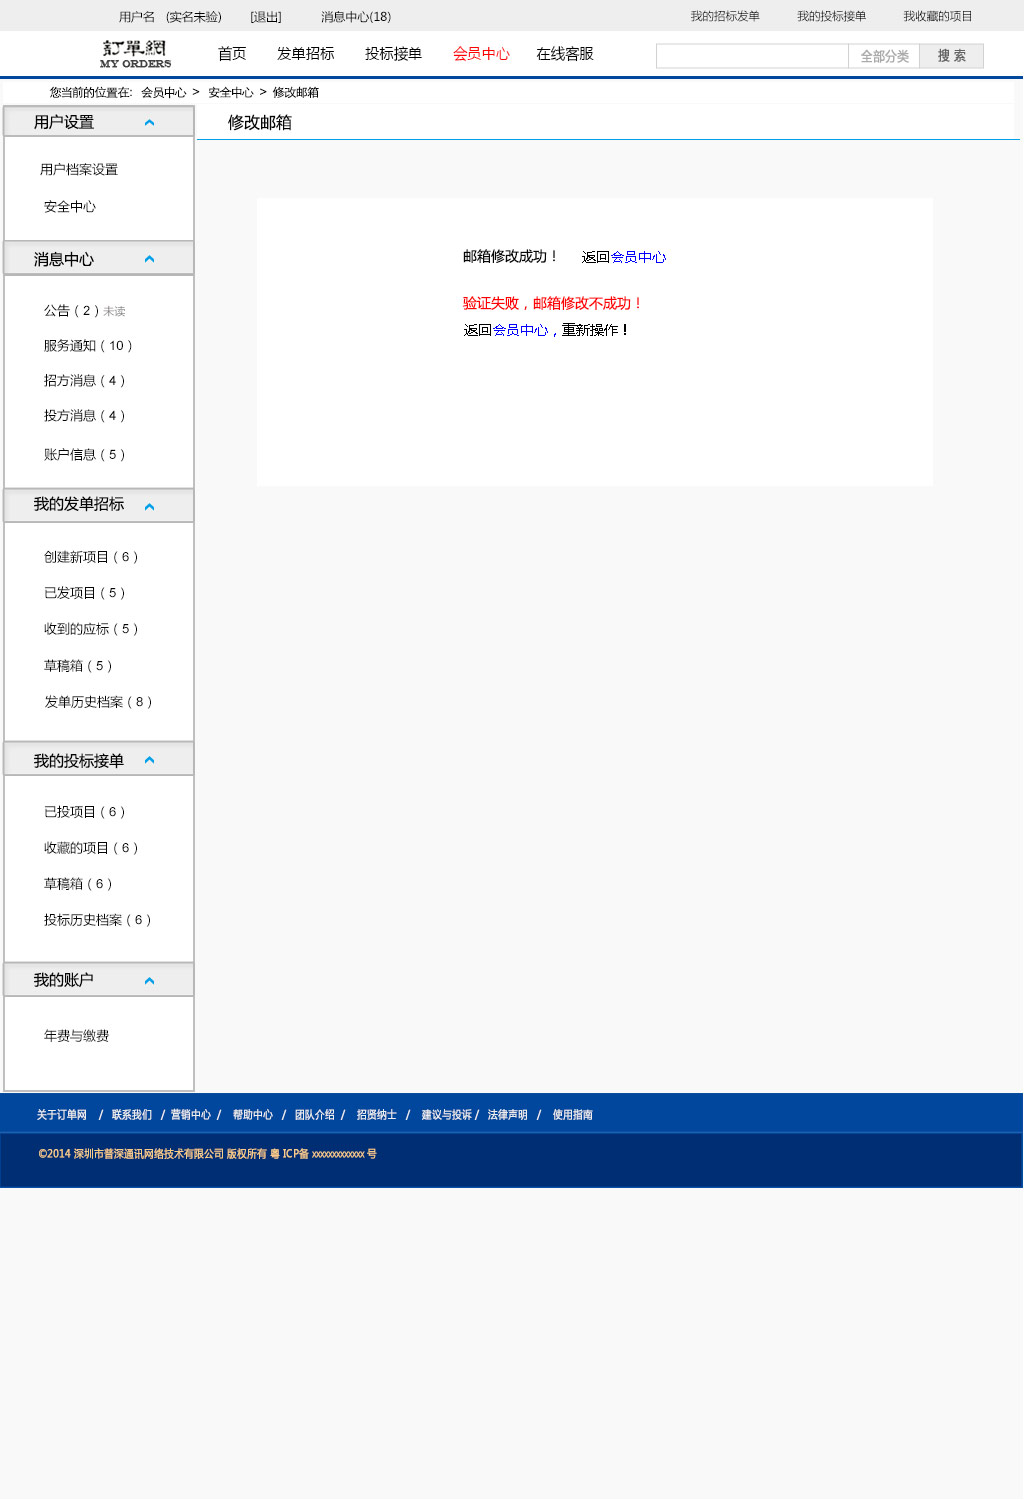 用户名 (实名未验) [退出] 消息中心(18) 我的招标发单 我的投标接单 我收藏的项目
訂單網
MY ORDERS
首页 发单招标 投标接单 会员中心 在线客服 全部分类 搜 索
您当前的位置在: 会员中心 > 安全中心 > 修改邮箱
用户设置
用户档案设置
安全中心
消息中心
公告（2）未读
服务通知（10）
招方消息（4）
投方消息（4）
账户信息（5）
我的发单招标
创建新项目（6）
已发项目（5）
收到的应标（5）
草稿箱（5）
发单历史档案（8）
我的投标接单
已投项目（6）
收藏的项目（6）
草稿箱（6）
投标历史档案（6）
我的账户
年费与缴费
修改邮箱
邮箱修改成功！ 返回会员中心
验证失败，邮箱修改不成功！
返回会员中心，重新操作！
关于订单网 / 联系我们 / 营销中心 / 帮助中心 / 团队介绍 / 招贤纳士 / 建议与投诉 / 法律声明 / 使用指南
©2014 深圳市普深通讯网络技术有限公司 版权所有 粤 ICP备 xxxxxxxxxxxx 号